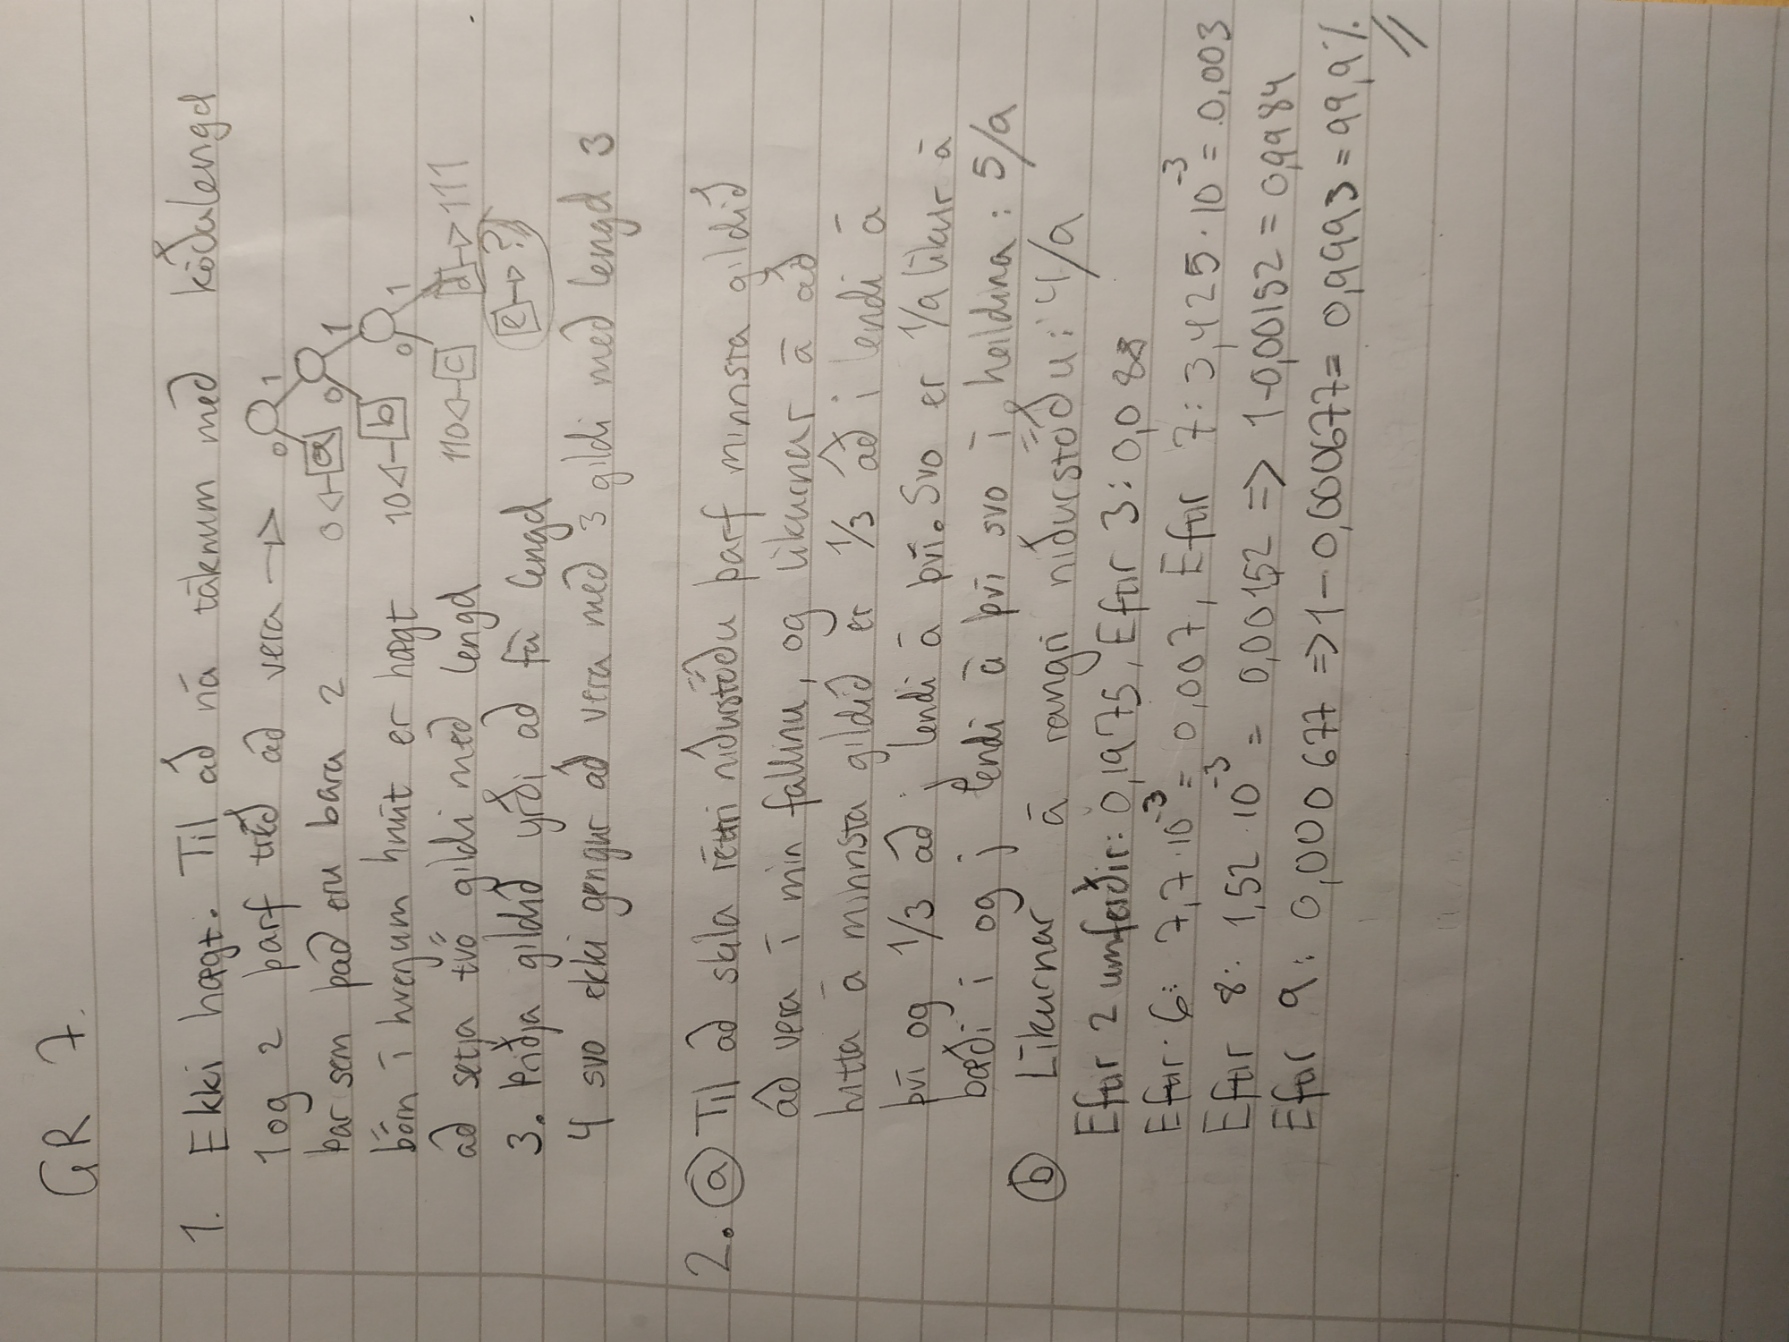 GR 7.
1. Ekki hægt. Til að ná táknum með kóðalengd
1 og 2 þarf tréð að vera →
0 1
þar sem það eru bara 2
0 ← a 0 1
börn í hverjum hnút er hægt
10 ← b 0 1
að setja tvö gildi með lengd
110 ← c d → 111
3. Þriðja gildið yrði að fá lengd
e → ?
4 svo ekki gengur að vera með 3 gildi með lengd 3
2. a Til að skila réttri niðurstöðu þarf minnsta gildið
að vera í min fallinu, og líkurnar á að
hitta á minnsta gildið er 1/3 að i lendi á
því og 1/3 að j lendi á því. Svo er 1/9 líkur á
bæði i og j lendi á því svo í heildina: 5/9
b Líkurnar á rangri niðurstöðu: 4/9
Eftir 2 umferðir: 0,1975, Eftir 3: 0,088
Eftir 6: 7,7·10⁻³ = 0,007, Eftir 7: 3,425·10⁻³ = 0,003
Eftir 8: 1,52·10⁻³ = 0,00152 => 1-0,00152 = 0,9984
Eftir 9: 0,000677 => 1-0,000677 = 0,9993 = 99,9%